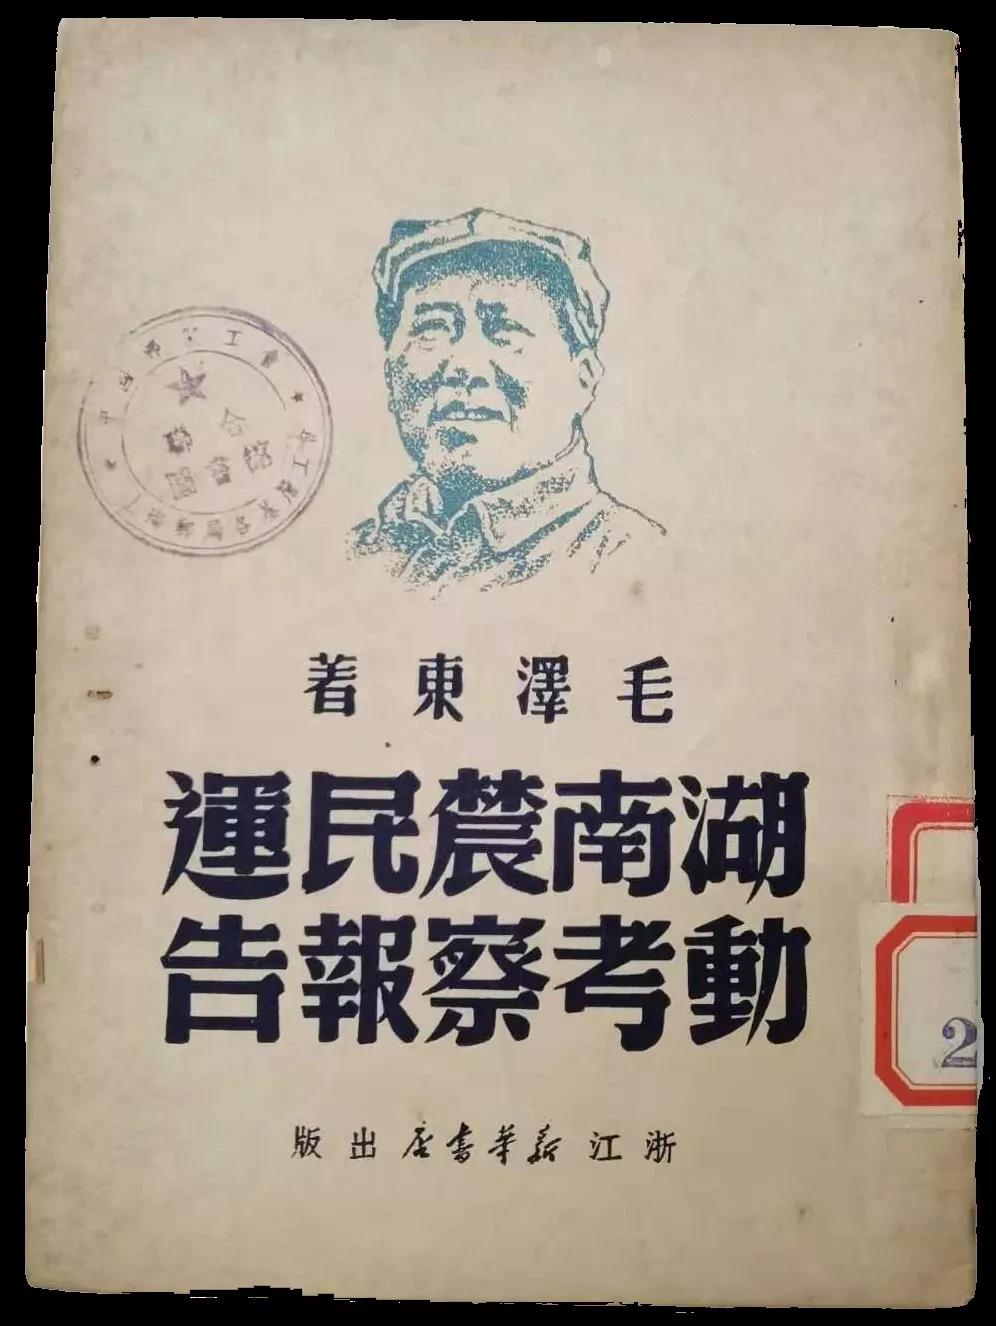 毛澤東著
湖南農民運
動考察報告
浙江新華書店出版
2